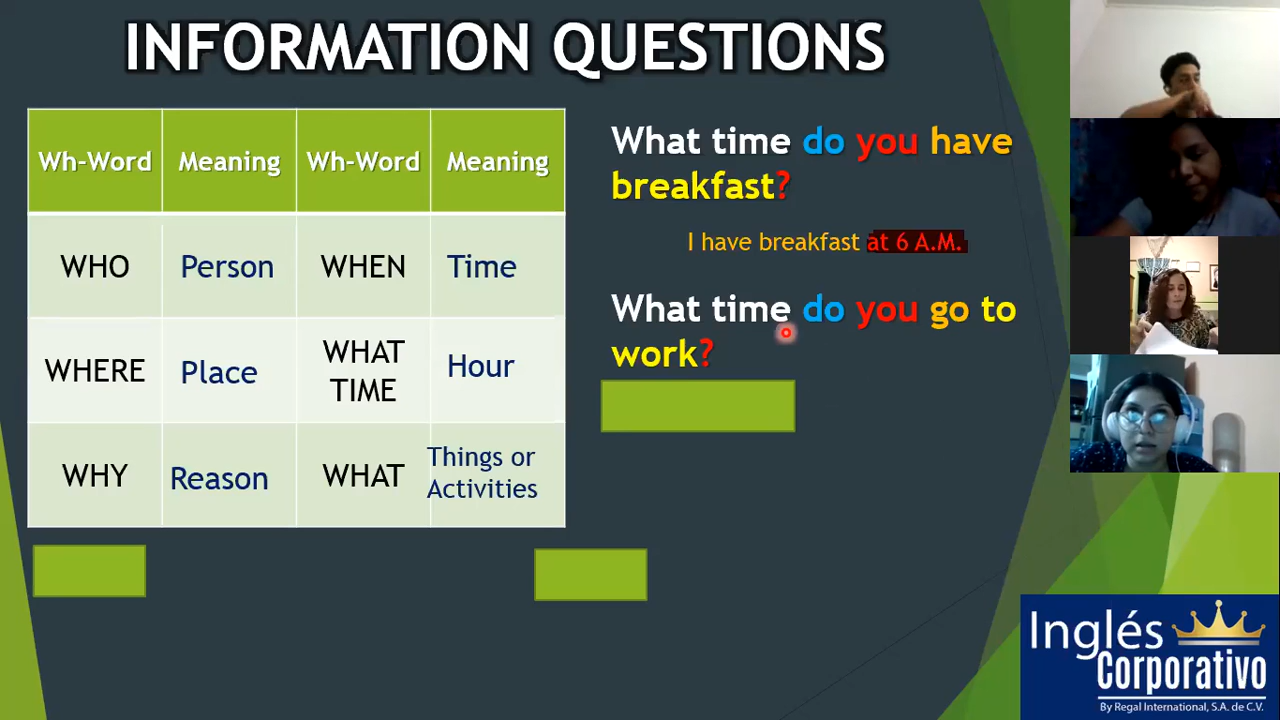 INFORMATION QUESTIONS
Wh-Word Meaning Wh-Word Meaning
WHO Person WHEN Time
WHERE Place WHAT TIME Hour
WHY Reason WHAT Things or Activities
What time do you have
breakfast?
I have breakfast at 6 A.M.
What time do you go to
work?
Inglés
Corporativo
By Regal International, S.A. de C.V.